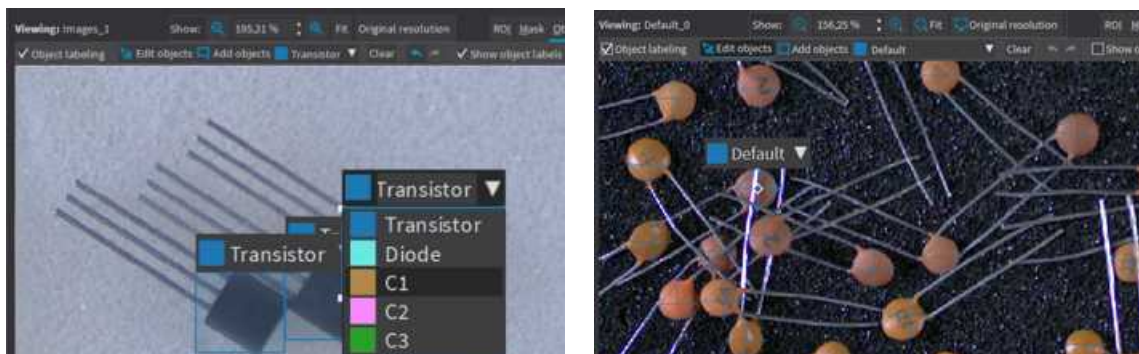 Viewing: Images_1 Show: 195,31 % Fit Original resolution ROI Mask
Object labeling Edit objects Add objects Transistor Clear Show object labels
Transistor
Transistor
Transistor
Diode
C1
C2
C3
Viewing: Default_0 Show: 156,25 % Fit Original resolution ROI
Object labeling Edit objects Add objects Default Clear Show
Default